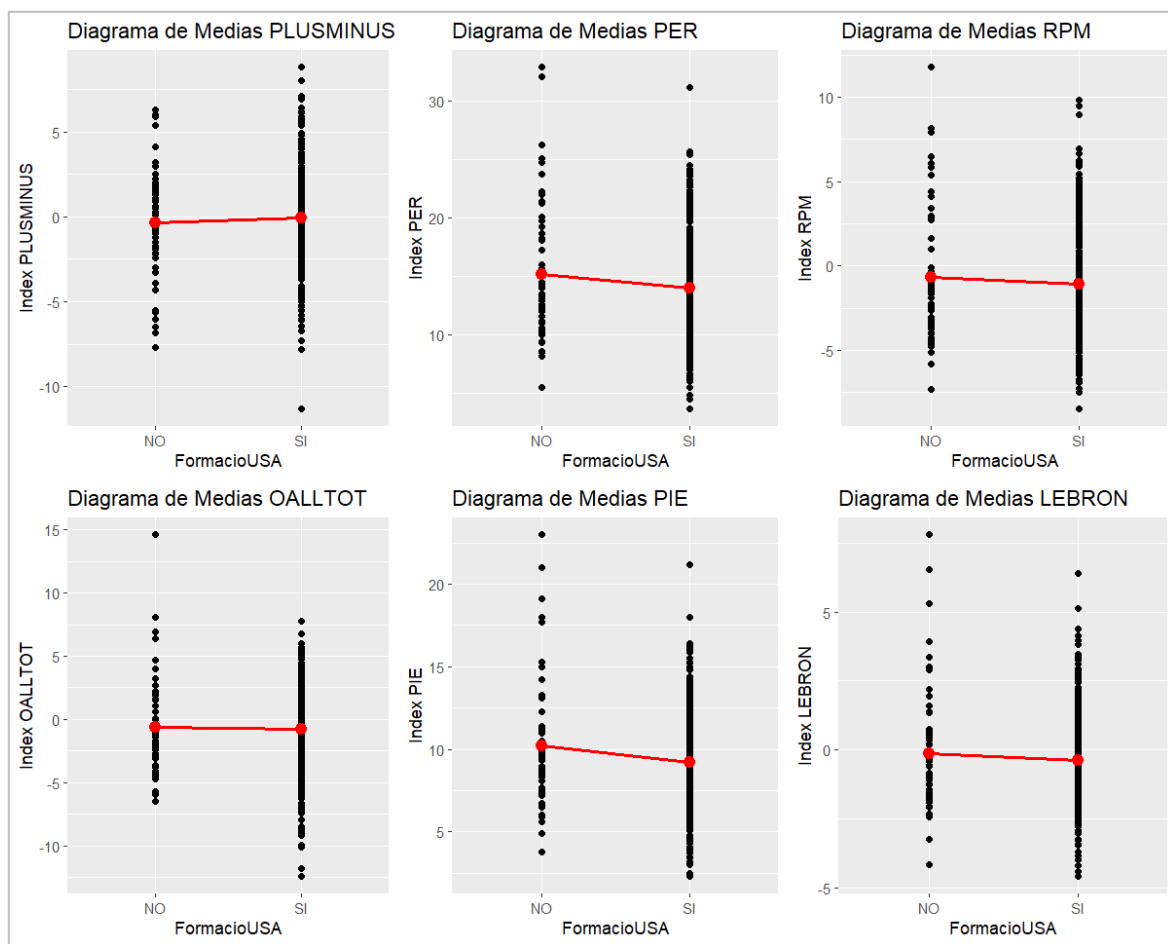 Diagrama de Medias PLUSMINUS
Index PLUSMINUS
5
0
-5
-10
NO SI
FormacioUSA
Diagrama de Medias PER
Index PER
30
20
10
NO SI
FormacioUSA
Diagrama de Medias RPM
Index RPM
10
5
0
-5
NO SI
FormacioUSA
Diagrama de Medias OALLTOT
Index OALLTOT
15
10
5
0
-5
-10
NO SI
FormacioUSA
Diagrama de Medias PIE
Index PIE
20
15
10
5
NO SI
FormacioUSA
Diagrama de Medias LEBRON
Index LEBRON
5
0
-5
NO SI
FormacioUSA